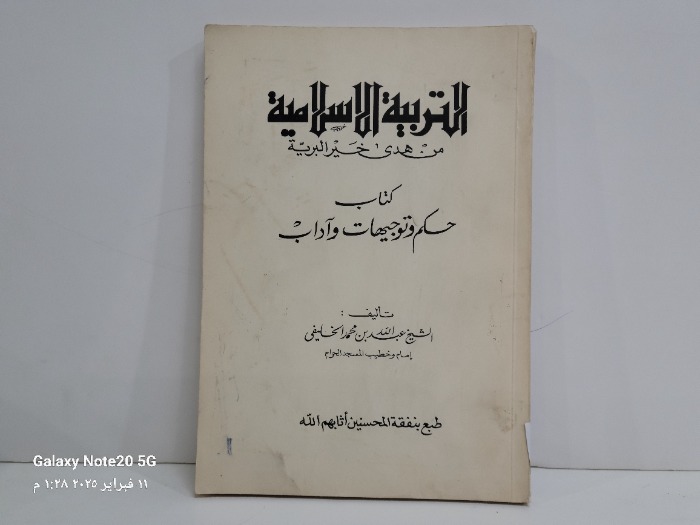 التربية الإسلامية
من هدى خير البرية
كتاب
حكم وتوجيهات وآداب
تأليف :
الشيخ عبد الله بن محمد الخليفي
إمام وخطيب المسجد الحرام
طبع بنفقة المحسنين أثابهم الله
Galaxy Note20 5G
١١ فبراير ٢٠٢٥ ١:٢٨ م